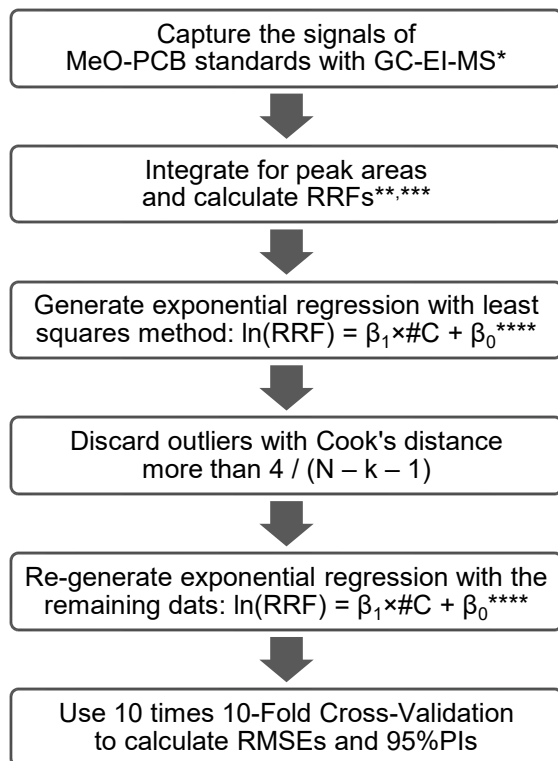 Capture the signals of
MeO-PCB standards with GC-EI-MS*
Integrate for peak areas
and calculate RRFs**,***
Generate exponential regression with least
squares method: ln(RRF) = β₁×#C + β₀****
Discard outliers with Cook's distance
more than 4 / (N – k – 1)
Re-generate exponential regression with the
remaining dats: ln(RRF) = β₁×#C + β₀****
Use 10 times 10-Fold Cross-Validation
to calculate RMSEs and 95%PIs